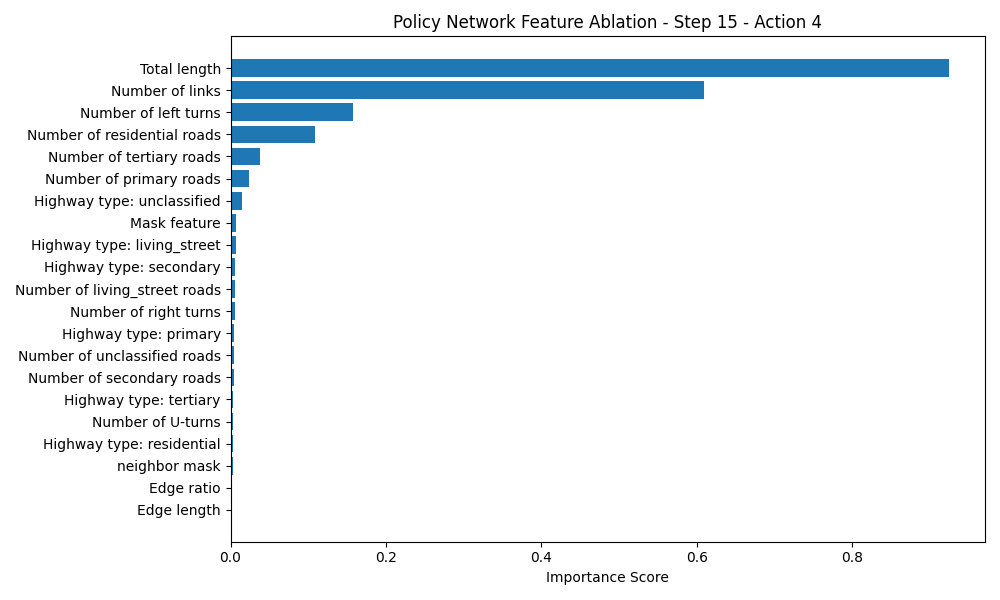 Policy Network Feature Ablation - Step 15 - Action 4
Total length
Number of links
Number of left turns
Number of residential roads
Number of tertiary roads
Number of primary roads
Highway type: unclassified
Mask feature
Highway type: living_street
Highway type: secondary
Number of living_street roads
Number of right turns
Highway type: primary
Number of unclassified roads
Number of secondary roads
Highway type: tertiary
Number of U-turns
Highway type: residential
neighbor mask
Edge ratio
Edge length
0.0 0.2 0.4 0.6 0.8
Importance Score